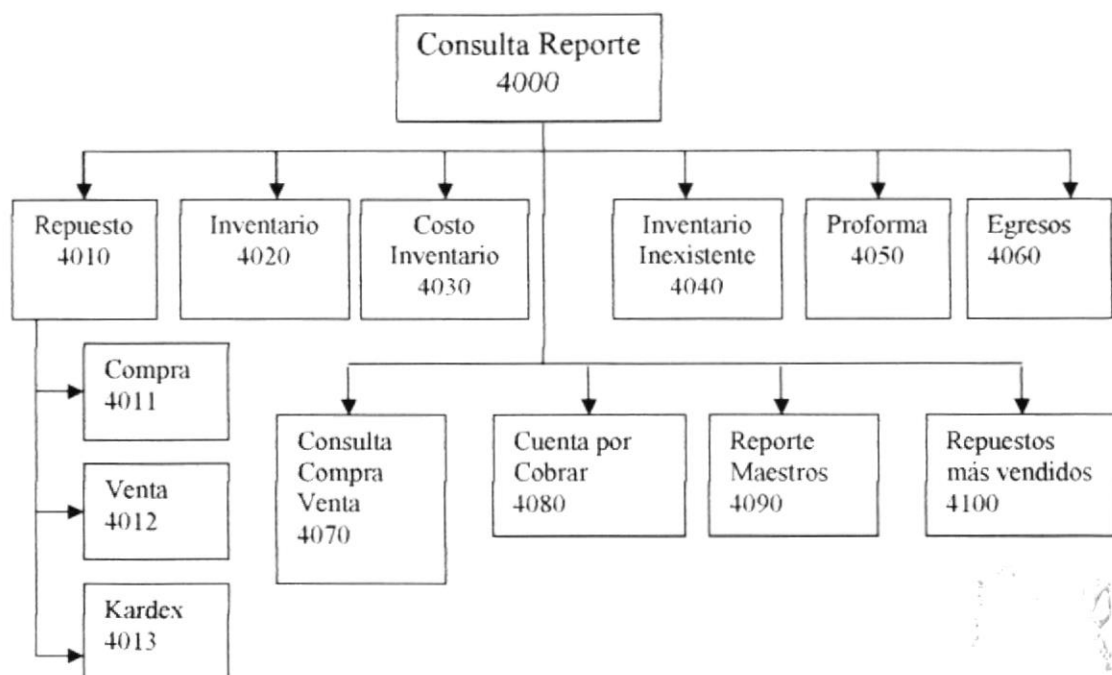 Consulta Reporte
4000
Repuesto
4010
Inventario
4020
Costo
Inventario
4030
Inventario
Inexistente
4040
Proforma
4050
Egresos
4060
Compra
4011
Venta
4012
Kardex
4013
Consulta
Compra
Venta
4070
Cuenta por
Cobrar
4080
Reporte
Maestros
4090
Repuestos
más vendidos
4100